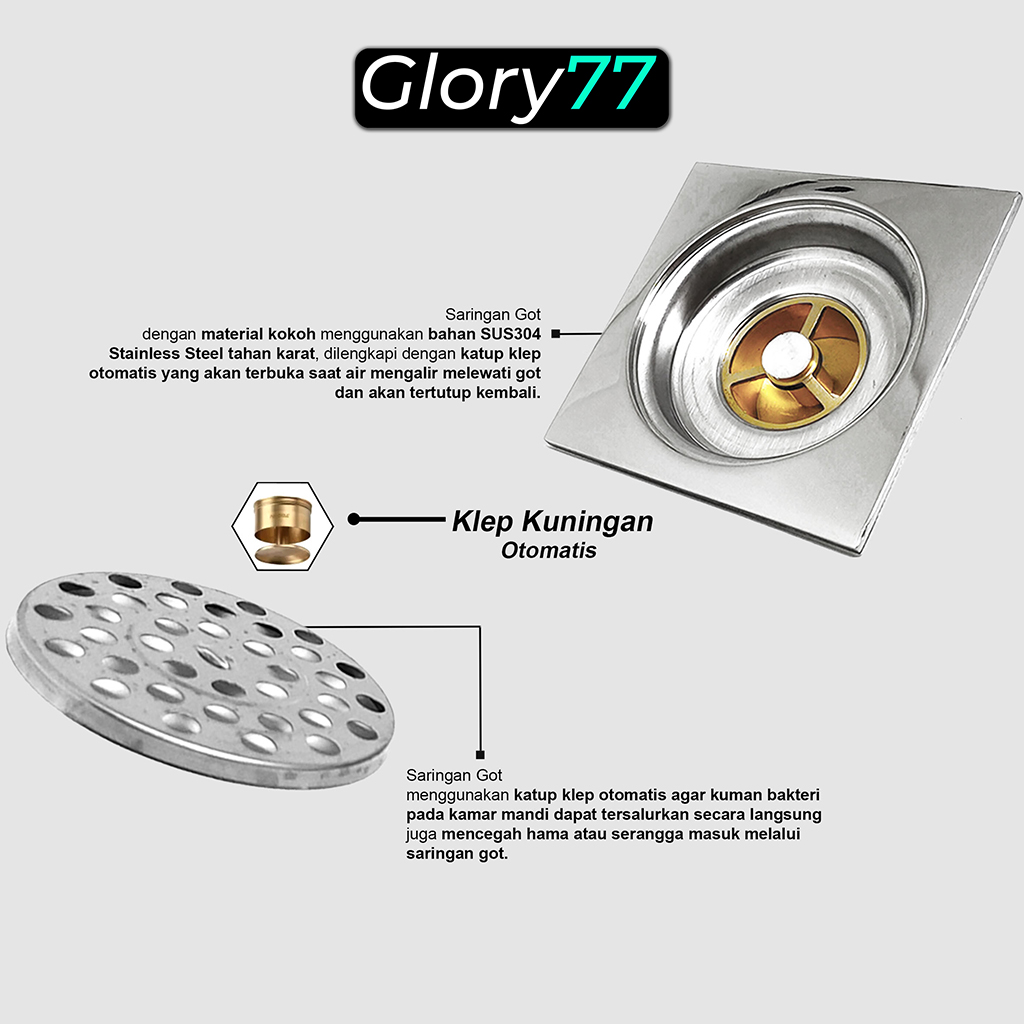 Glory77
Saringan Got
dengan material kokoh menggunakan bahan SUS304
Stainless Steel tahan karat, dilengkapi dengan katup klep
otomatis yang akan terbuka saat air mengalir melewati got
dan akan tertutup kembali.
Klep Kuningan
Otomatis
Saringan Got
menggunakan katup klep otomatis agar kuman bakteri
pada kamar mandi dapat tersalurkan secara langsung
juga mencegah hama atau serangga masuk melalui
saringan got.